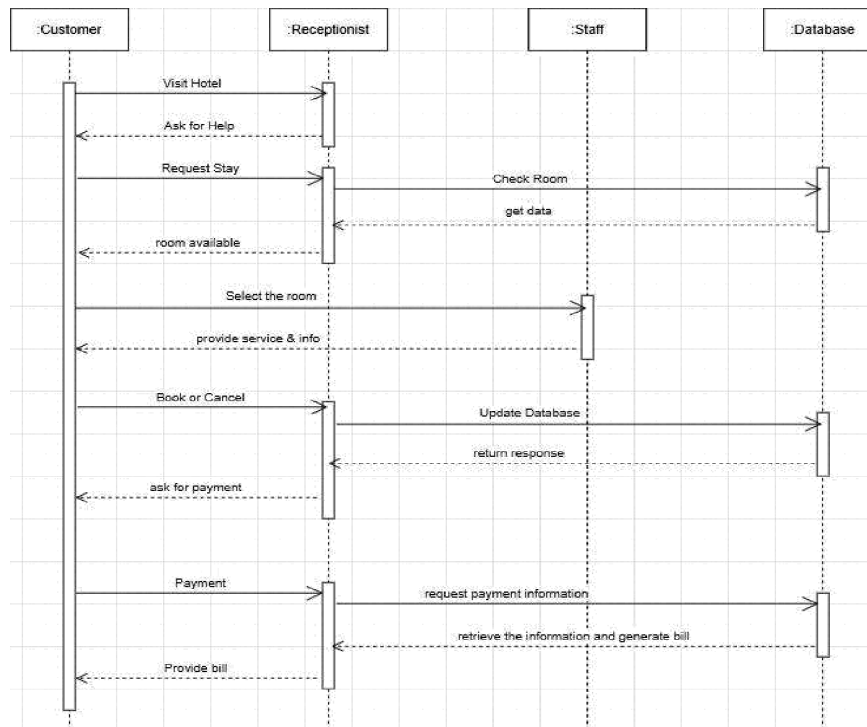 :Customer
:Receptionist
:Staff
:Database
Visit Hotel
Ask for Help
Request Stay
Check Room
get data
room available
Select the room
provide service & info
Book or Cancel
Update Database
return response
ask for payment
Payment
request payment information
retrieve the information and generate bill
Provide bill